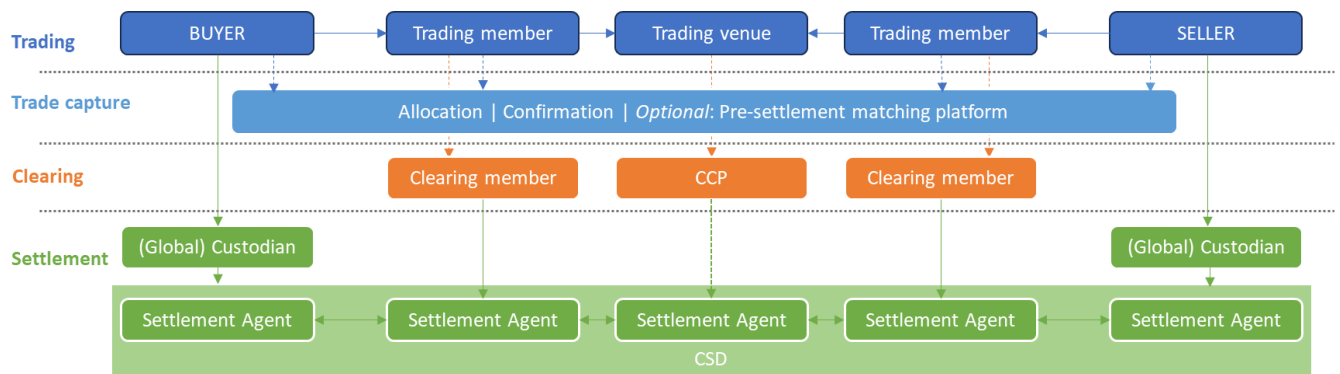 Trading
BUYER
Trading member
Trading venue
Trading member
SELLER
Trade capture
Allocation | Confirmation | Optional: Pre-settlement matching platform
Clearing
Clearing member
CCP
Clearing member
Settlement
(Global) Custodian
(Global) Custodian
Settlement Agent
Settlement Agent
Settlement Agent
Settlement Agent
Settlement Agent
CSD